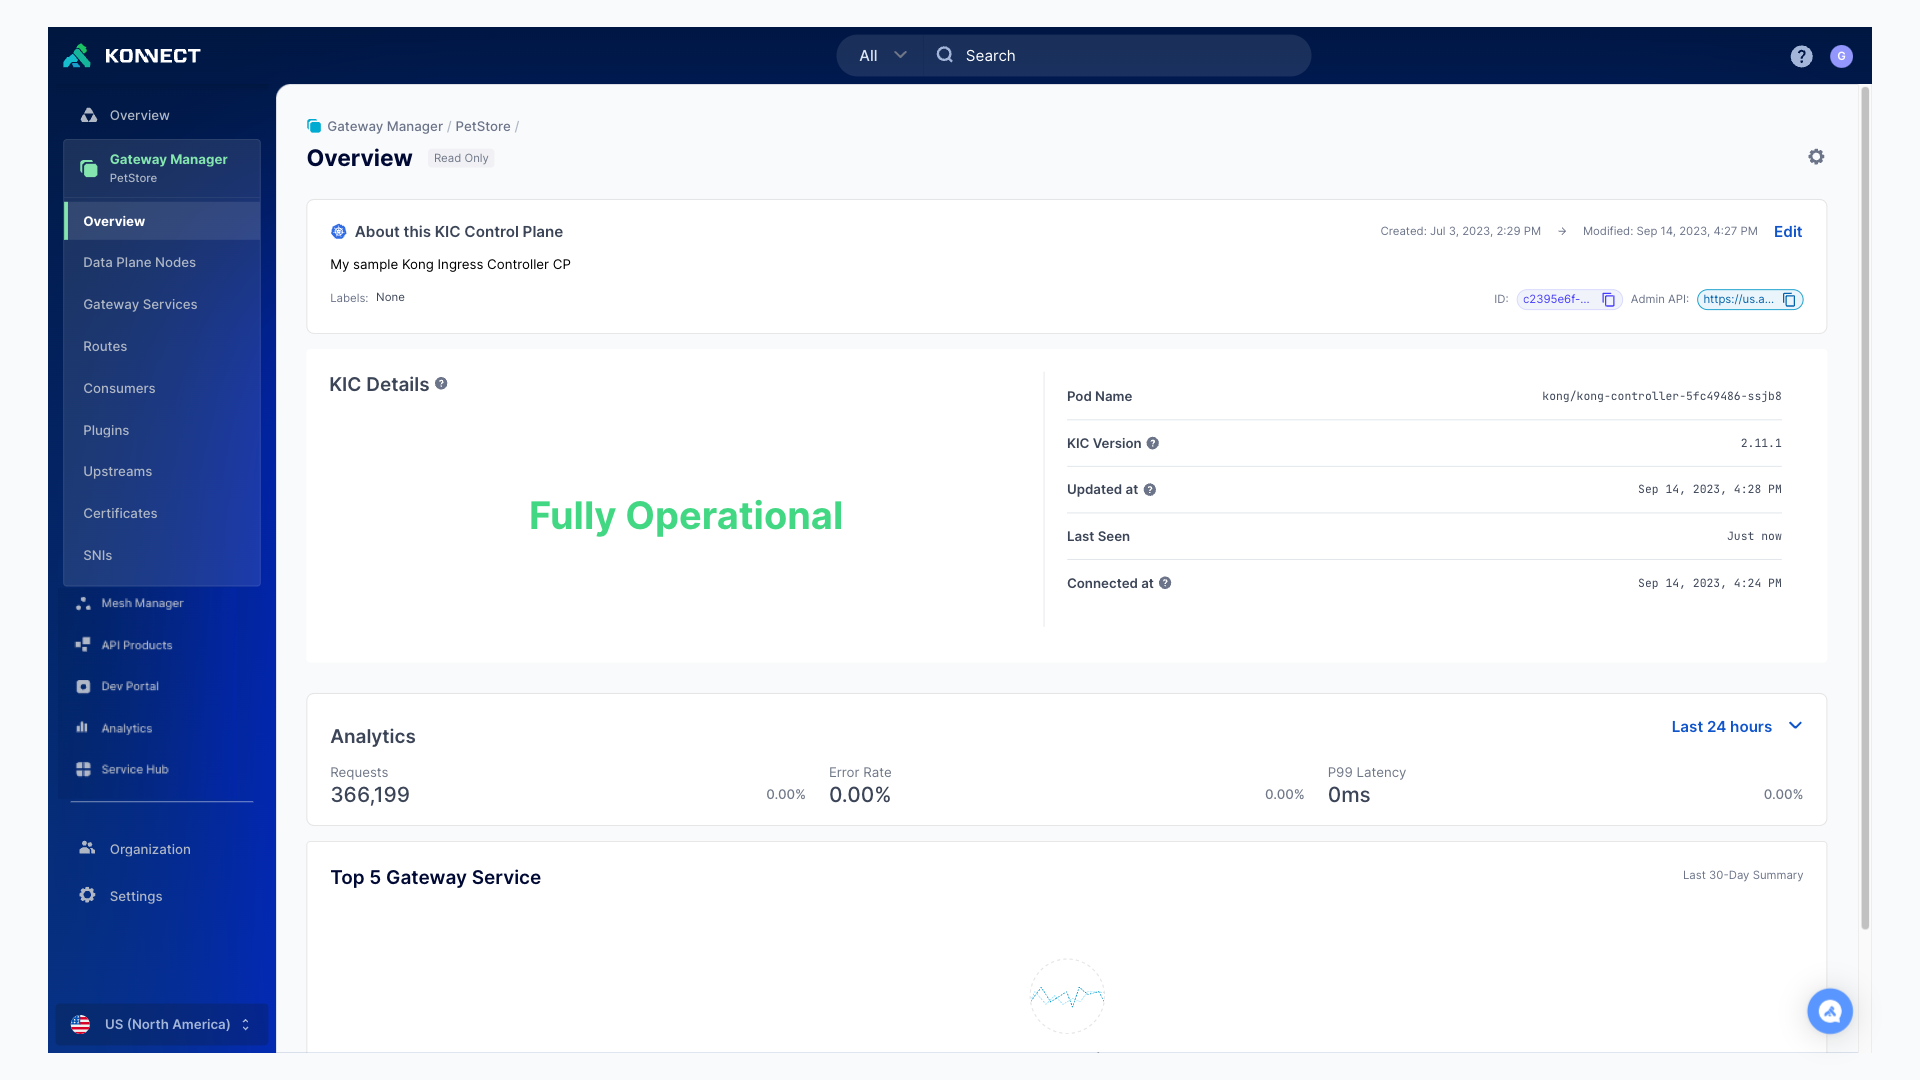 KONNECT
All
Search
?
G
Overview
Gateway Manager
PetStore
Overview
Data Plane Nodes
Gateway Services
Routes
Consumers
Plugins
Upstreams
Certificates
SNIs
Mesh Manager
API Products
Dev Portal
Analytics
Service Hub
Organization
Settings
US (North America)
Gateway Manager / PetStore /
Overview Read Only
About this KIC Control Plane
Created: Jul 3, 2023, 2:29 PM → Modified: Sep 14, 2023, 4:27 PM Edit
My sample Kong Ingress Controller CP
Labels: None
ID: c2395e6f-... Admin API: https://us.a...
KIC Details ?
Fully Operational
Pod Name kong/kong-controller-5fc49486-ssjb8
KIC Version ? 2.11.1
Updated at ? Sep 14, 2023, 4:28 PM
Last Seen Just now
Connected at ? Sep 14, 2023, 4:24 PM
Analytics
Last 24 hours
Requests
366,199 0.00%
Error Rate
0.00% 0.00%
P99 Latency
0ms 0.00%
Top 5 Gateway Service
Last 30-Day Summary